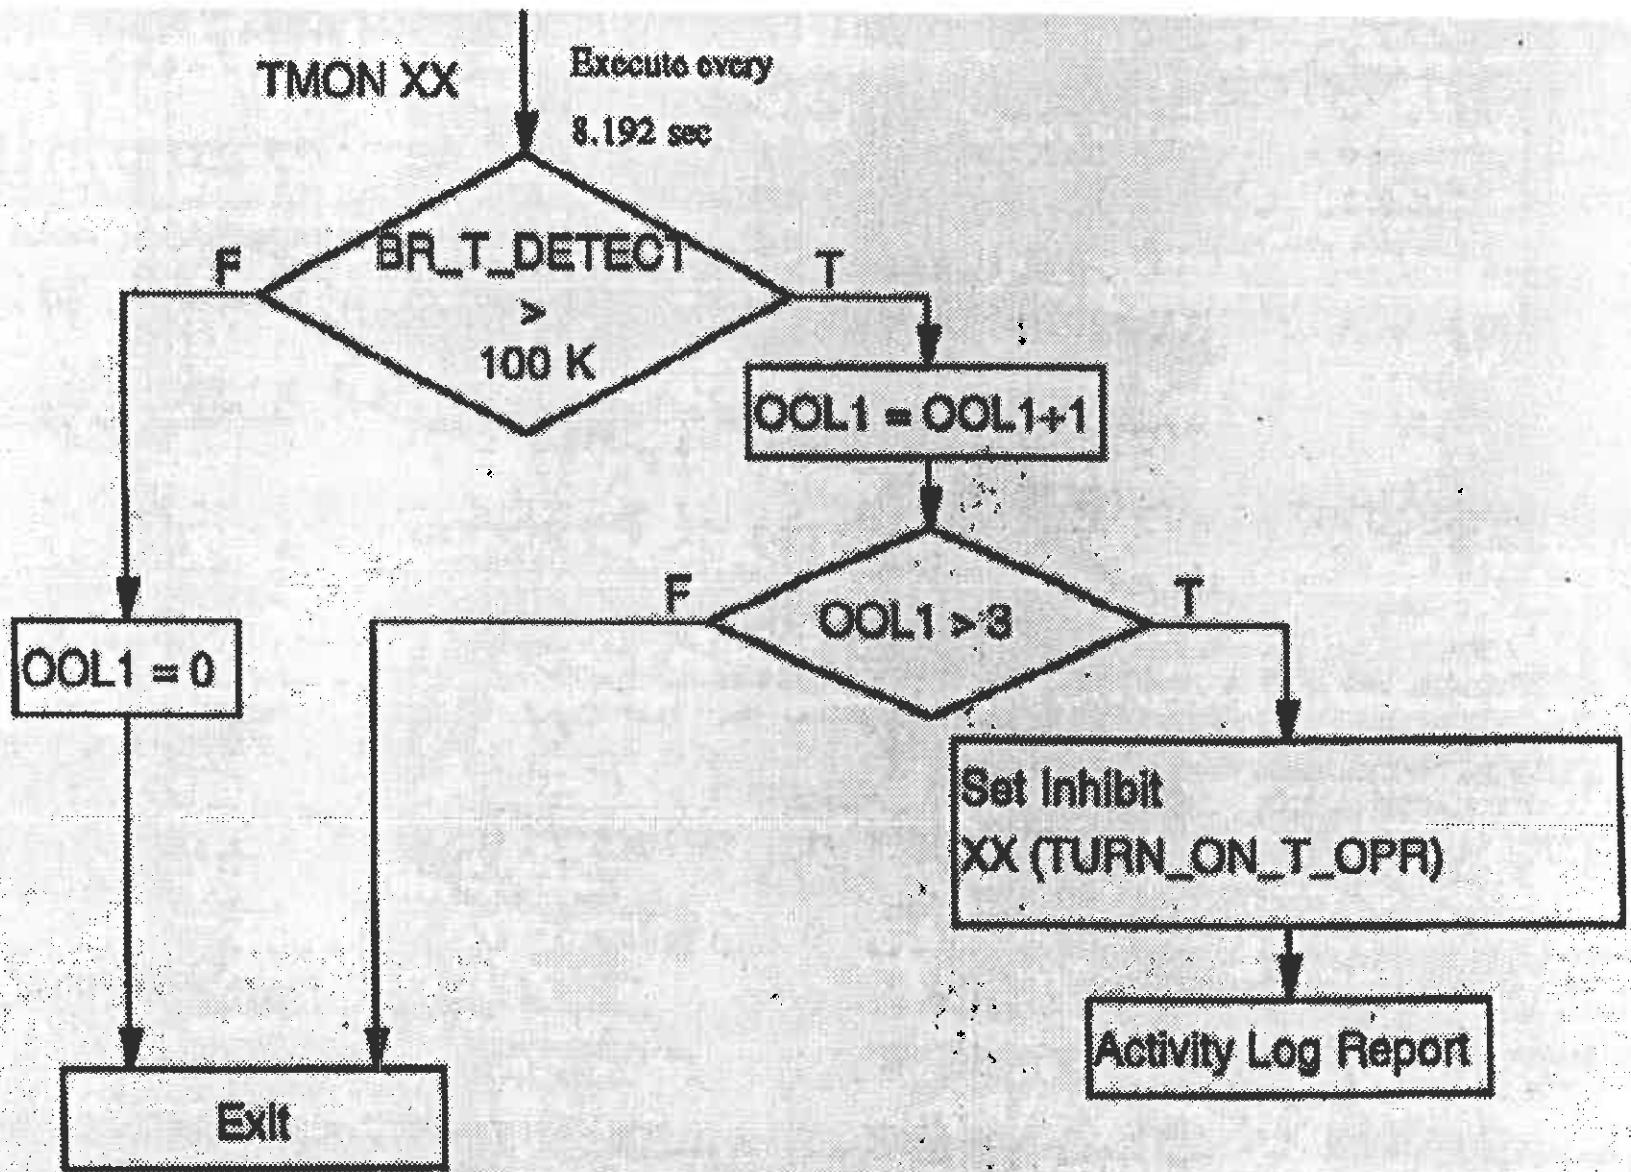 TMON XX
Execute every
8.192 sec
BR_T_DETECT
>
100 K
F
T
OOL1 = OOL1+1
OOL1 > 3
F
T
OOL1 = 0
Set Inhibit
XX (TURN_ON_T_OPR)
Activity Log Report
Exit